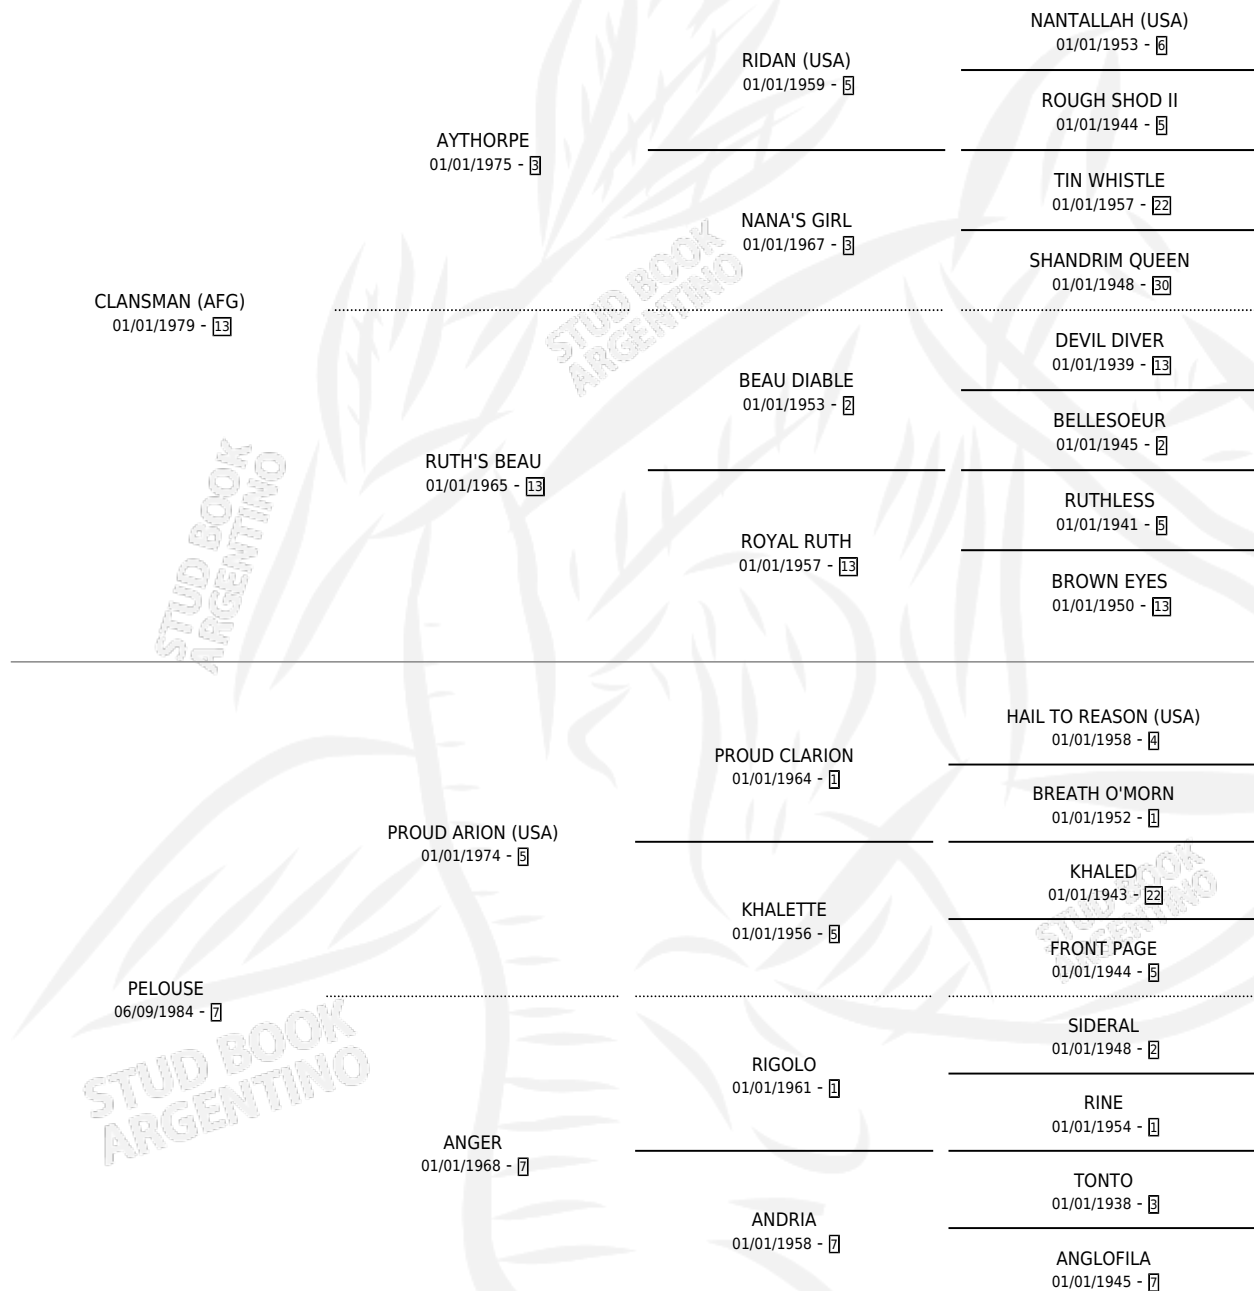 NANTALLAH (USA)
01/01/1953 - 6
RIDAN (USA)
01/01/1959 - 5
ROUGH SHOD II
01/01/1944 - 5
AYTHORPE
01/01/1975 - 3
TIN WHISTLE
01/01/1957 - 22
NANA'S GIRL
01/01/1967 - 3
SHANDRIM QUEEN
01/01/1948 - 30
CLANSMAN (AFG)
01/01/1979 - 13
DEVIL DIVER
01/01/1939 - 13
BEAU DIABLE
01/01/1953 - 2
BELLESOEUR
01/01/1945 - 2
RUTH'S BEAU
01/01/1965 - 13
RUTHLESS
01/01/1941 - 5
ROYAL RUTH
01/01/1957 - 13
BROWN EYES
01/01/1950 - 13
HAIL TO REASON (USA)
01/01/1958 - 4
PROUD CLARION
01/01/1964 - 1
BREATH O'MORN
01/01/1952 - 1
PROUD ARION (USA)
01/01/1974 - 5
KHALED
01/01/1943 - 22
KHALETTE
01/01/1956 - 5
FRONT PAGE
01/01/1944 - 5
PELOUSE
06/09/1984 - 7
SIDERAL
01/01/1948 - 2
RIGOLO
01/01/1961 - 1
RINE
01/01/1954 - 1
ANGER
01/01/1968 - 7
TONTO
01/01/1938 - 3
ANDRIA
01/01/1958 - 7
ANGLOFILA
01/01/1945 - 7
STUD BOOK
ARGENTINO
STUD BOOK
ARGENTINO
STUD BOOK
ARGENTINO
STUD BOOK
ARGENTINO